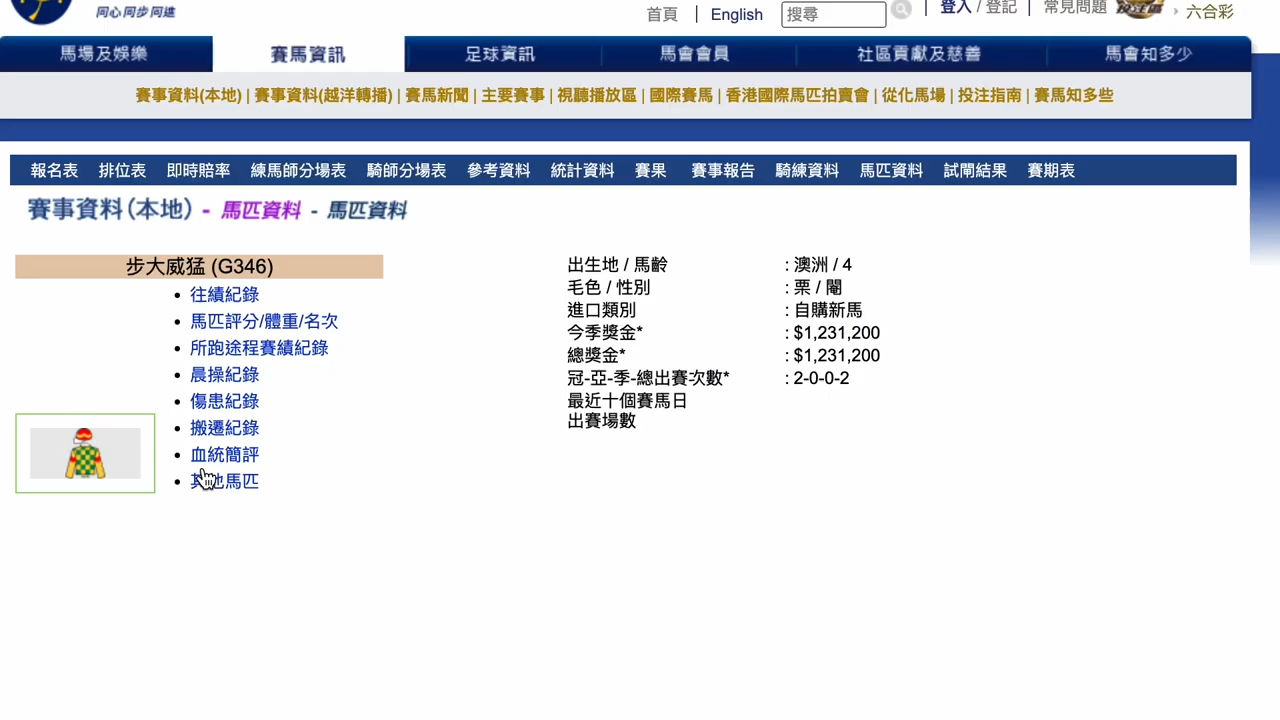 同心同步同進
首頁 | English 搜尋 | 登入 / 登記 | 常見問題 › 六合彩
馬場及娛樂 賽馬資訊 足球資訊 馬會會員 社區貢獻及慈善 馬會知多少
賽事資料(本地) | 賽事資料(越洋轉播) | 賽馬新聞 | 主要賽事 | 視聽播放區 | 國際賽馬 | 香港國際馬匹拍賣會 | 從化馬場 | 投注指南 | 賽馬知多些
報名表 排位表 即時賠率 練馬師分場表 騎師分場表 參考資料 統計資料 賽果 賽事報告 騎練資料 馬匹資料 試閘結果 賽期表
賽事資料(本地) - 馬匹資料 - 馬匹資料
步大威猛 (G346)
• 往績紀錄
• 馬匹評分/體重/名次
• 所跑途程賽績紀錄
• 晨操紀錄
• 傷患紀錄
• 搬遷紀錄
• 血統簡評
• 其他馬匹
出生地 / 馬齡 : 澳洲 / 4
毛色 / 性別 : 栗 / 閹
進口類別 : 自購新馬
今季獎金* : $1,231,200
總獎金* : $1,231,200
冠-亞-季-總出賽次數* : 2-0-0-2
最近十個賽馬日
出賽場數